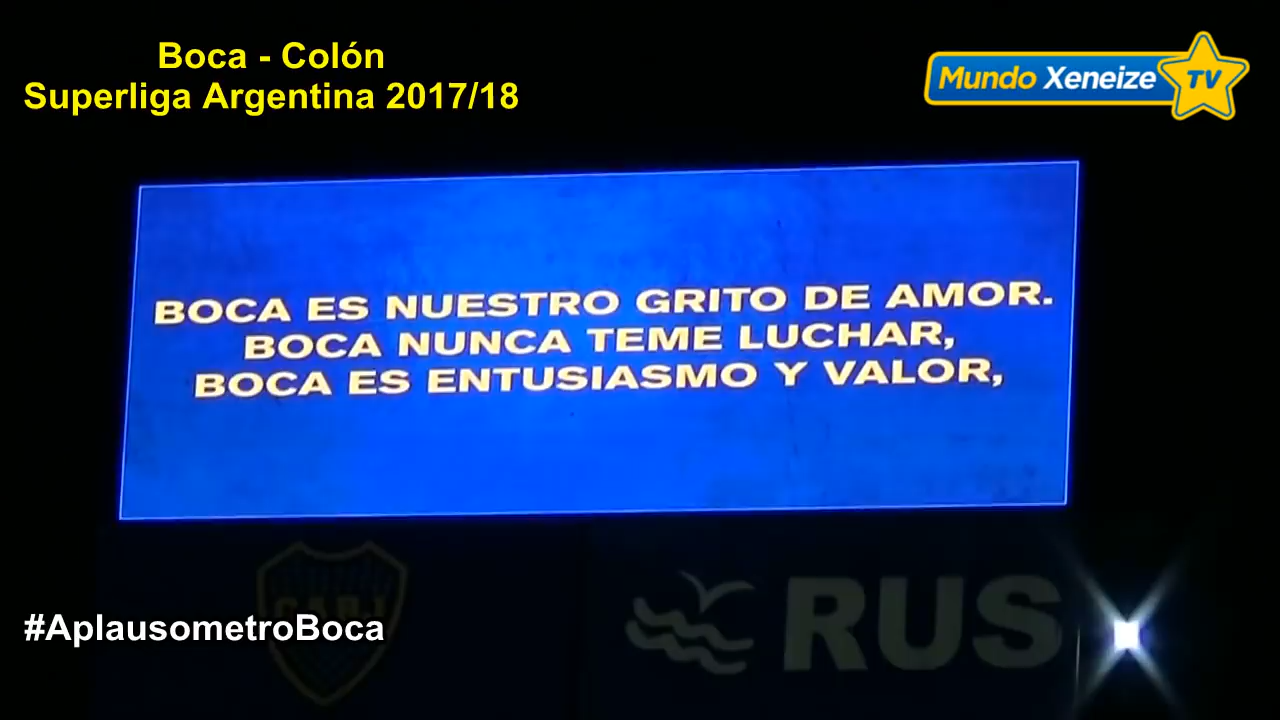 Boca - Colón
Superliga Argentina 2017/18
Mundo Xeneize TV
BOCA ES NUESTRO GRITO DE AMOR.
BOCA NUNCA TEME LUCHAR,
BOCA ES ENTUSIASMO Y VALOR,
CABJ
RUS
#AplausometroBoca